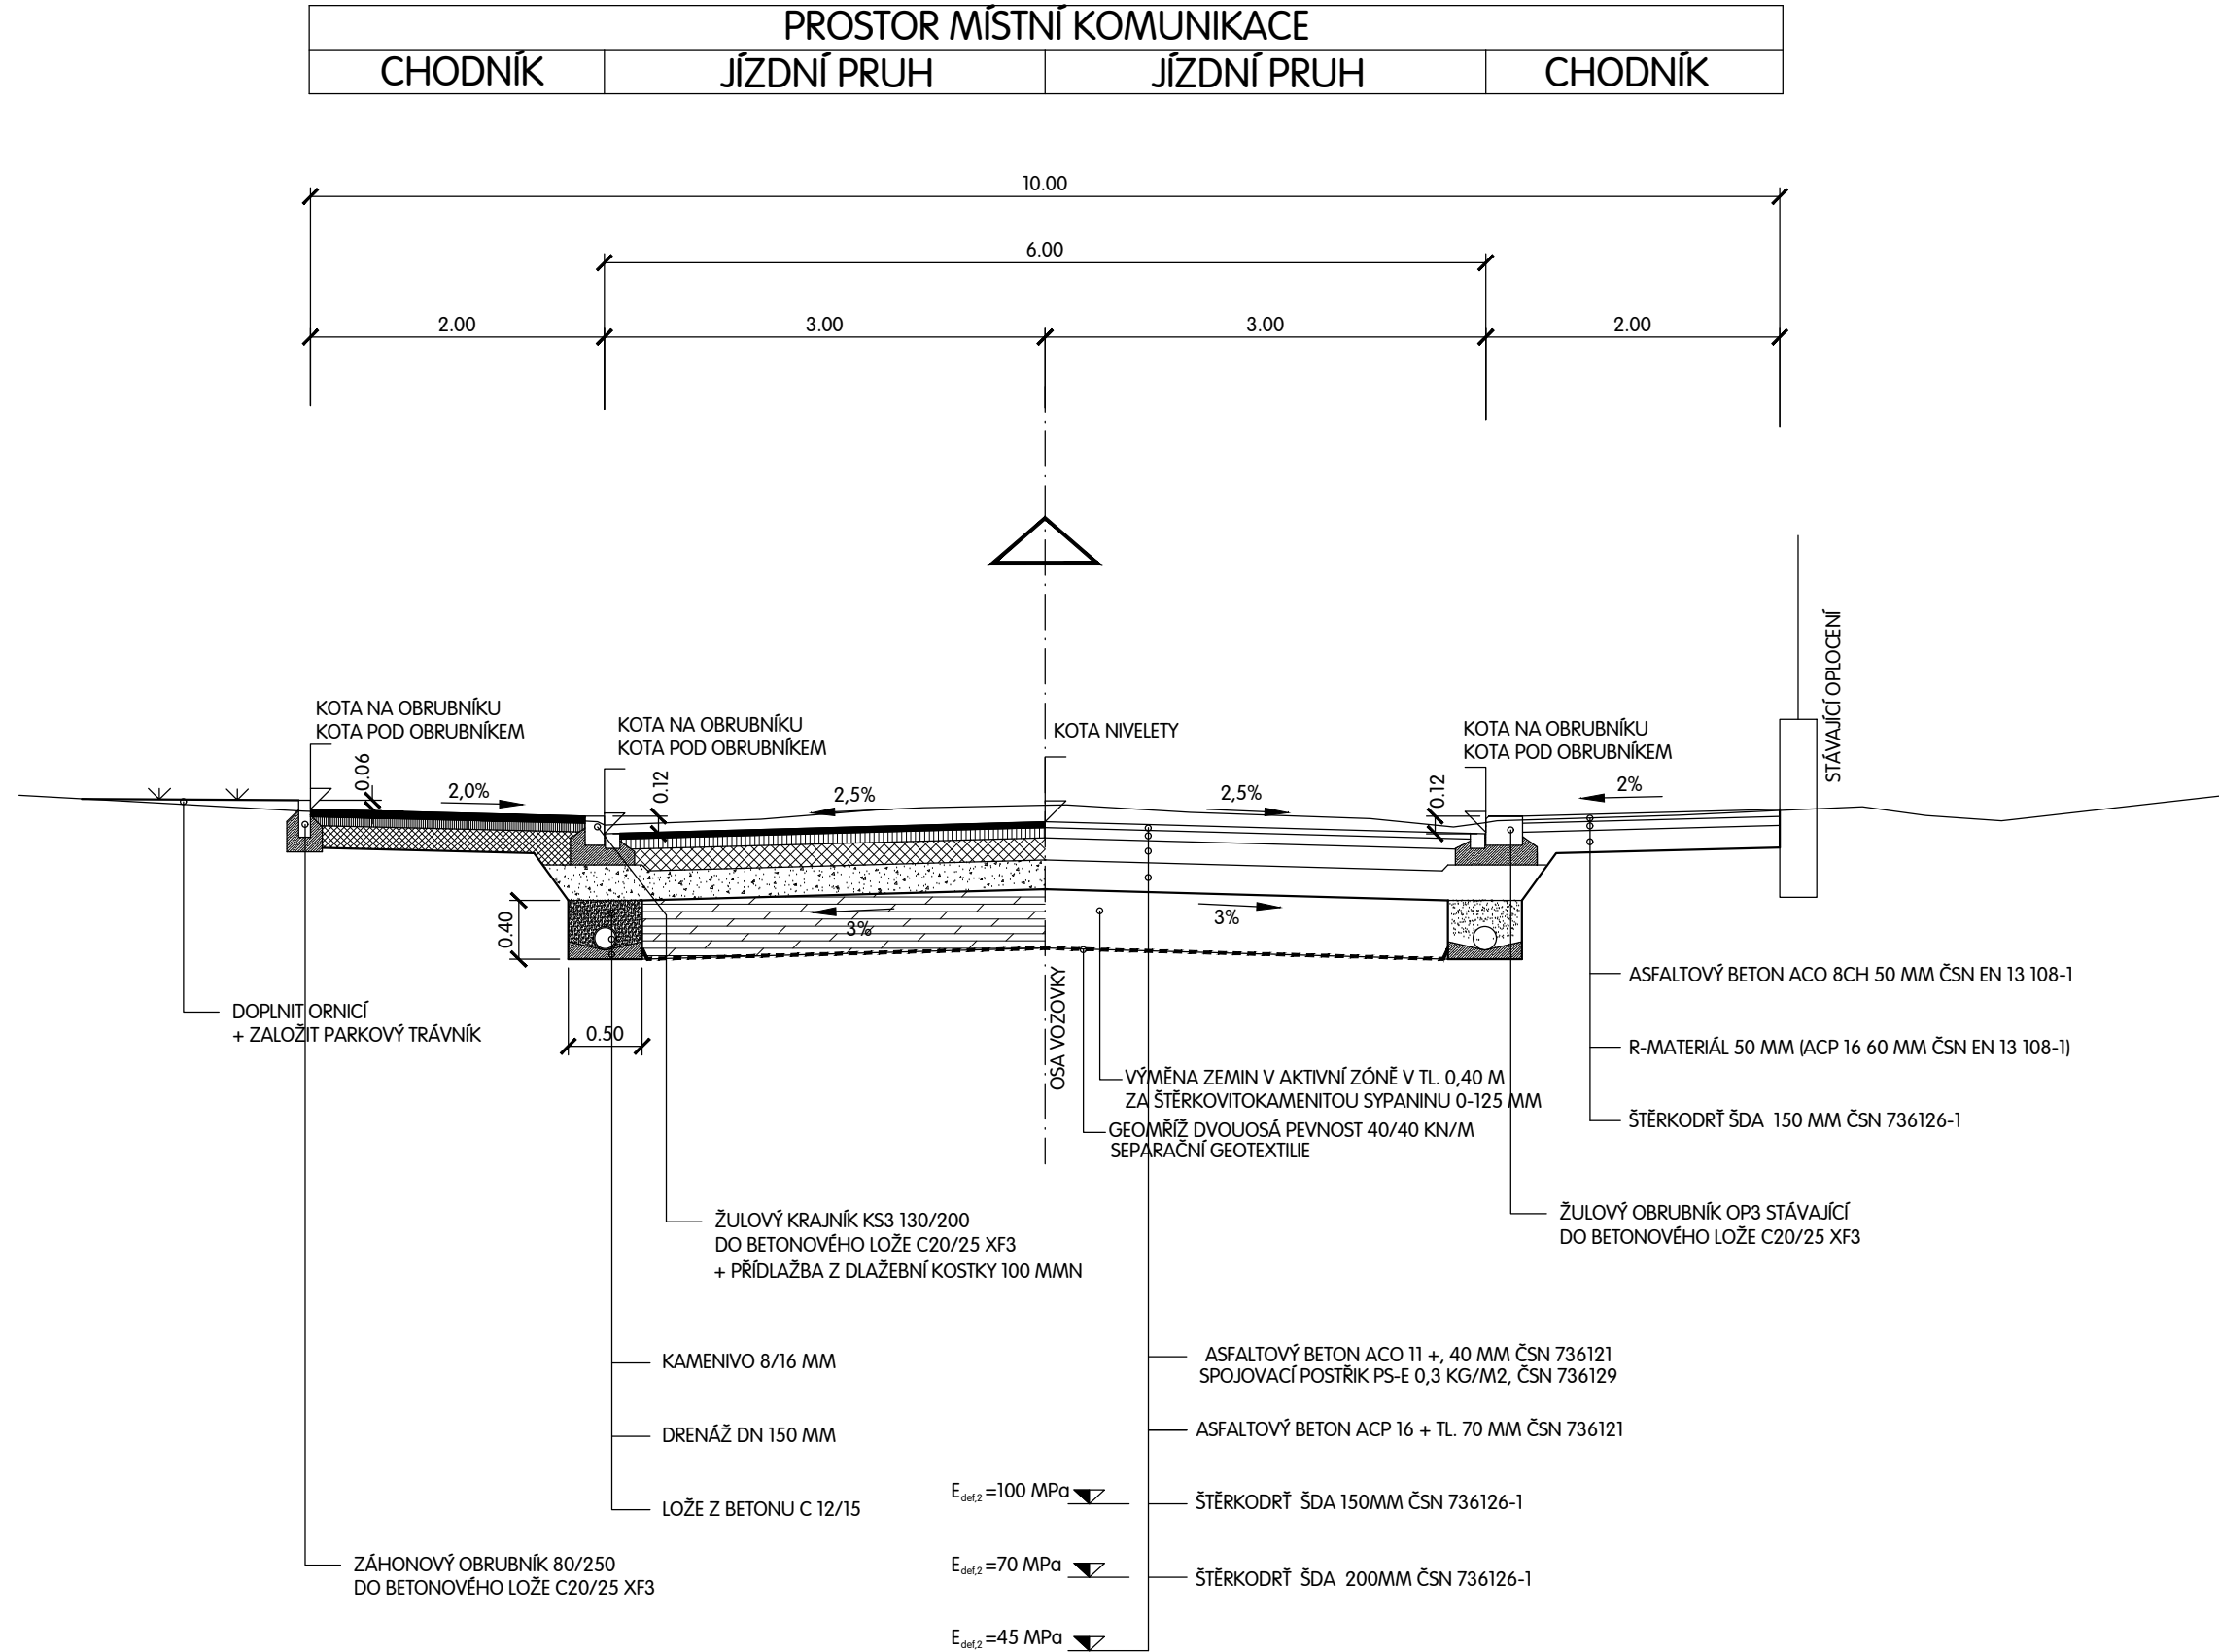 PROSTOR MÍSTNÍ KOMUNIKACE
CHODNÍK JÍZDNÍ PRUH JÍZDNÍ PRUH CHODNÍK
10.00
6.00
2.00 3.00 3.00 2.00
STÁVAJÍCÍ OPLOCENÍ
KOTA NA OBRUBNÍKU
KOTA POD OBRUBNÍKEM
KOTA NA OBRUBNÍKU
KOTA POD OBRUBNÍKEM
KOTA NIVELETY
KOTA NA OBRUBNÍKU
KOTA POD OBRUBNÍKEM
0.06
2,0%
0.12
2,5%
2,5%
0.12
2%
0.40
3%
3%
0.50
OSA VOZOVKY
DOPLNIT ORNICÍ
+ ZALOŽIT PARKOVÝ TRÁVNÍK
VÝMĚNA ZEMIN V AKTIVNÍ ZÓNĚ V TL. 0,40 M
ZA ŠTĚRKOVITOKAMENITOU SYPANINU 0-125 MM
GEOMŘÍŽ DVOUOSÁ PEVNOST 40/40 KN/M
SEPARAČNÍ GEOTEXTILIE
ASFALTOVÝ BETON ACO 8CH 50 MM ČSN EN 13 108-1
R-MATERIÁL 50 MM (ACP 16 60 MM ČSN EN 13 108-1)
ŠTĚRKODRŤ ŠDA 150 MM ČSN 736126-1
ŽULOVÝ OBRUBNÍK OP3 STÁVAJÍCÍ
DO BETONOVÉHO LOŽE C20/25 XF3
ŽULOVÝ KRAJNÍK KS3 130/200
DO BETONOVÉHO LOŽE C20/25 XF3
+ PŘÍDLAŽBA Z DLAŽEBNÍ KOSTKY 100 MMN
KAMENIVO 8/16 MM
DRENÁŽ DN 150 MM
LOŽE Z BETONU C 12/15
ZÁHONOVÝ OBRUBNÍK 80/250
DO BETONOVÉHO LOŽE C20/25 XF3
ASFALTOVÝ BETON ACO 11 +, 40 MM ČSN 736121
SPOJOVACÍ POSTŘIK PS-E 0,3 KG/M2, ČSN 736129
ASFALTOVÝ BETON ACP 16 + TL. 70 MM ČSN 736121
Edef,2=100 MPa
ŠTĚRKODRŤ ŠDA 150MM ČSN 736126-1
Edef,2=70 MPa
ŠTĚRKODRŤ ŠDA 200MM ČSN 736126-1
Edef,2=45 MPa